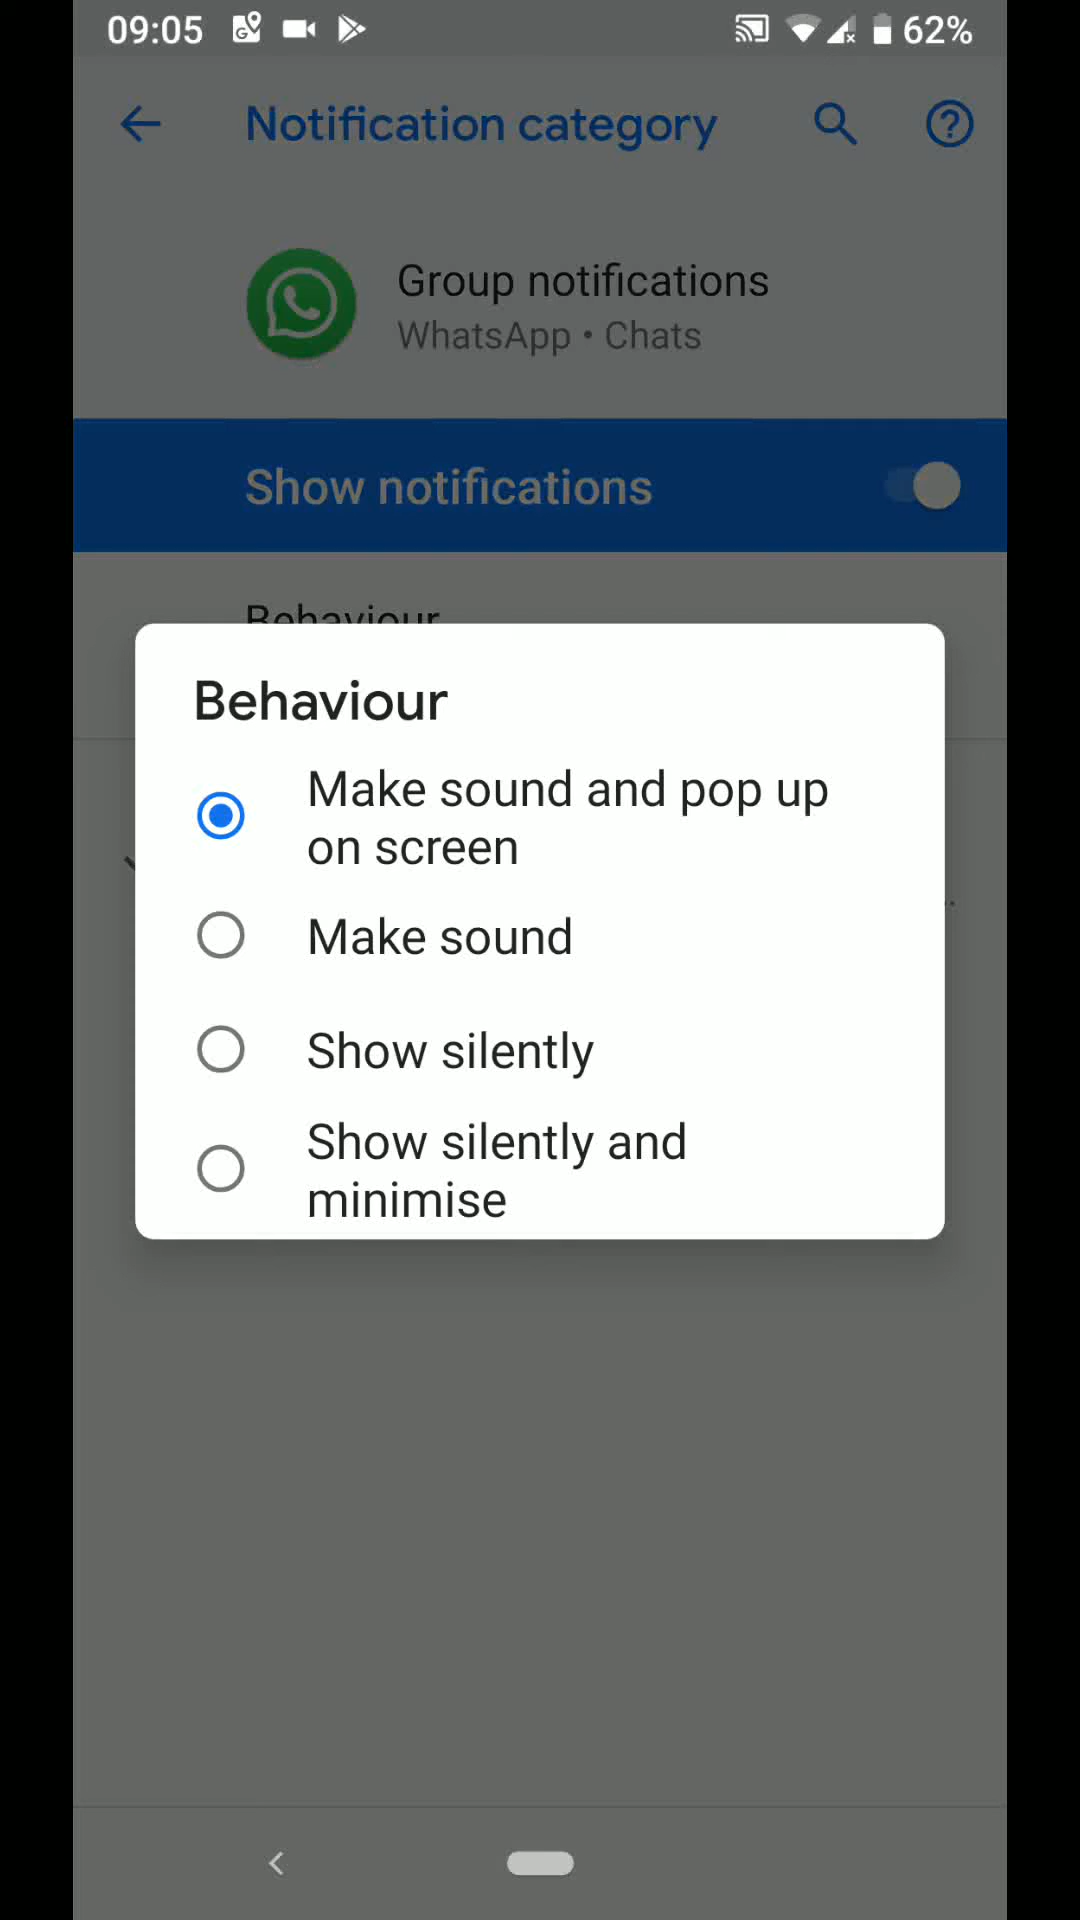 09:05
62%
Notification category
Group notifications
WhatsApp • Chats
Show notifications
Behaviour
Behaviour
Make sound and pop up
on screen
Make sound
Show silently
Show silently and
minimise